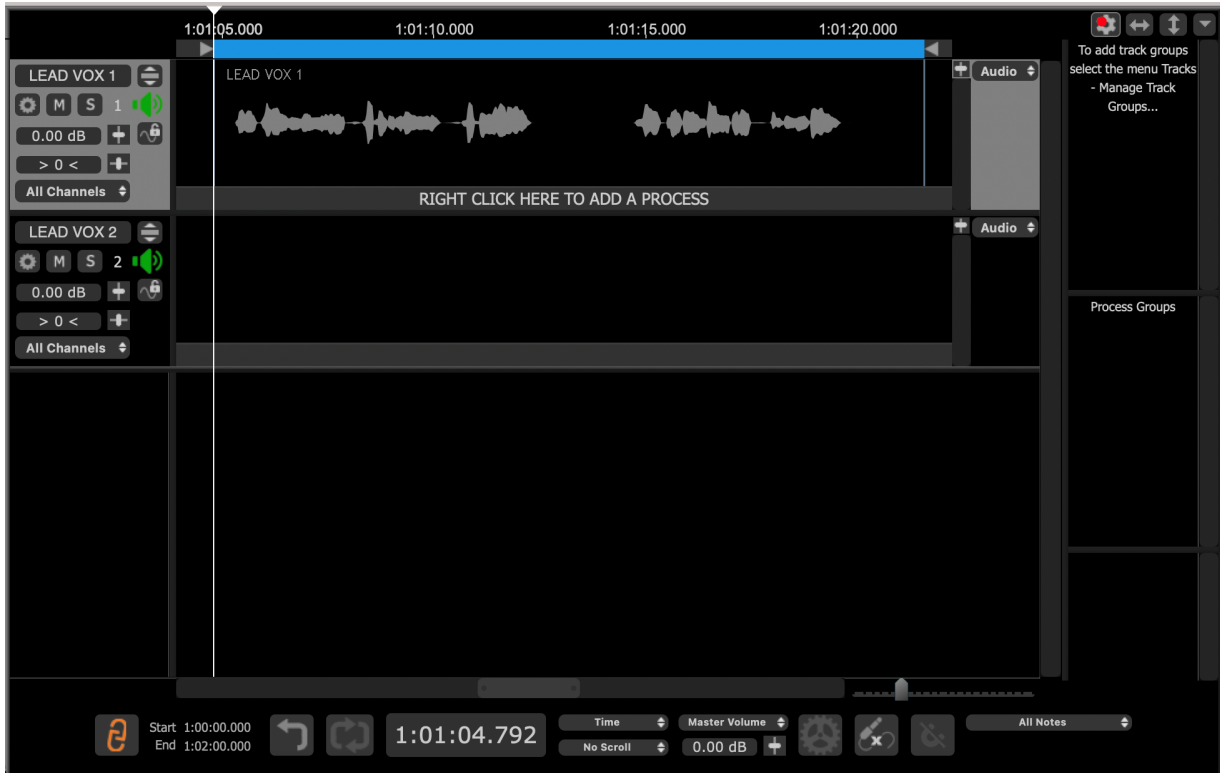 1:01:05.000 1:01:10.000 1:01:15.000 1:01:20.000
To add track groups
select the menu Tracks
- Manage Track
Groups...
LEAD VOX 1
M S 1
0.00 dB
> 0 <
All Channels
LEAD VOX 1
Audio
RIGHT CLICK HERE TO ADD A PROCESS
LEAD VOX 2
M S 2
0.00 dB
> 0 <
All Channels
Audio
Process Groups
Start 1:00:00.000
End 1:02:00.000
1:01:04.792
Time
No Scroll
Master Volume
0.00 dB
x
All Notes